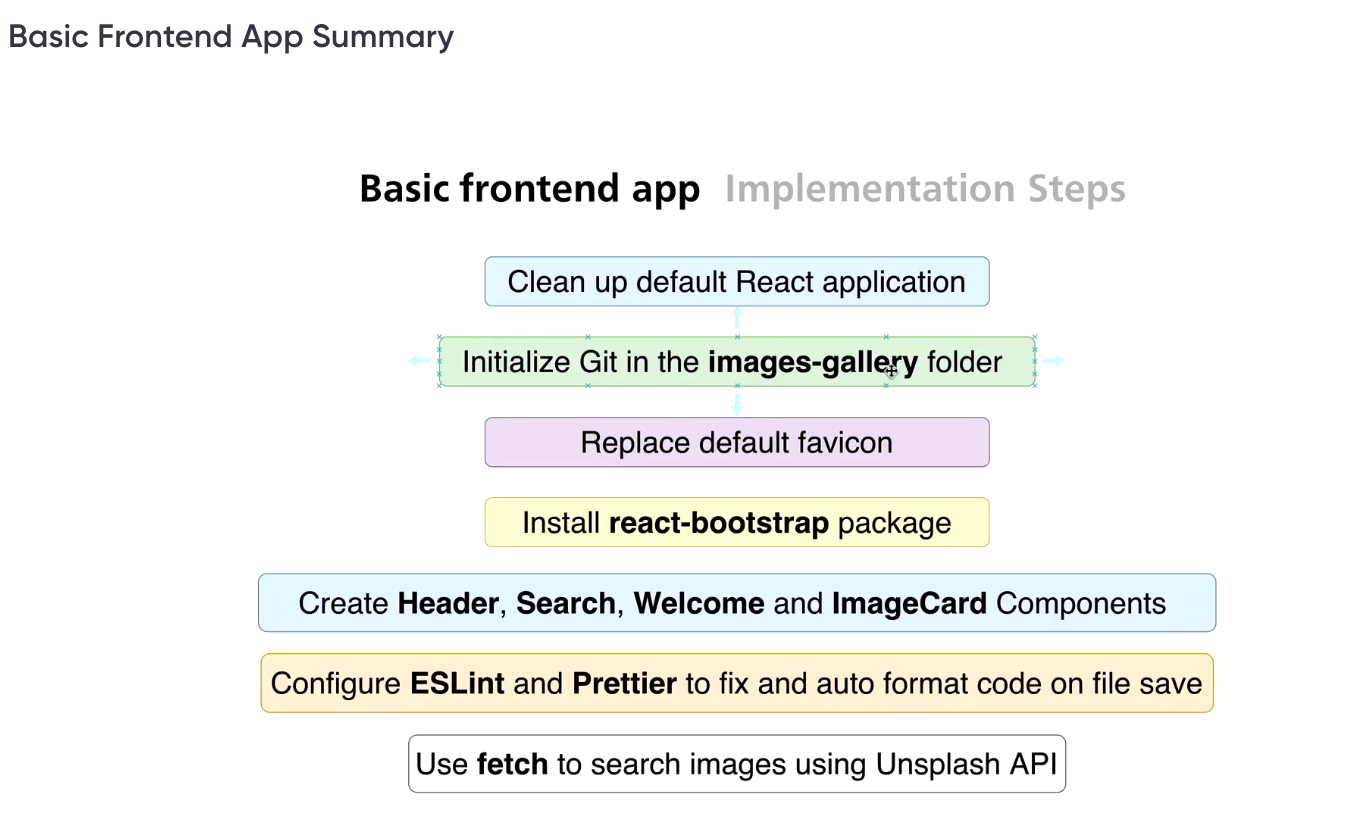 Basic Frontend App Summary
Basic frontend app Implementation Steps
Clean up default React application
Initialize Git in the images-gallery folder
Replace default favicon
Install react-bootstrap package
Create Header, Search, Welcome and ImageCard Components
Configure ESLint and Prettier to fix and auto format code on file save
Use fetch to search images using Unsplash API